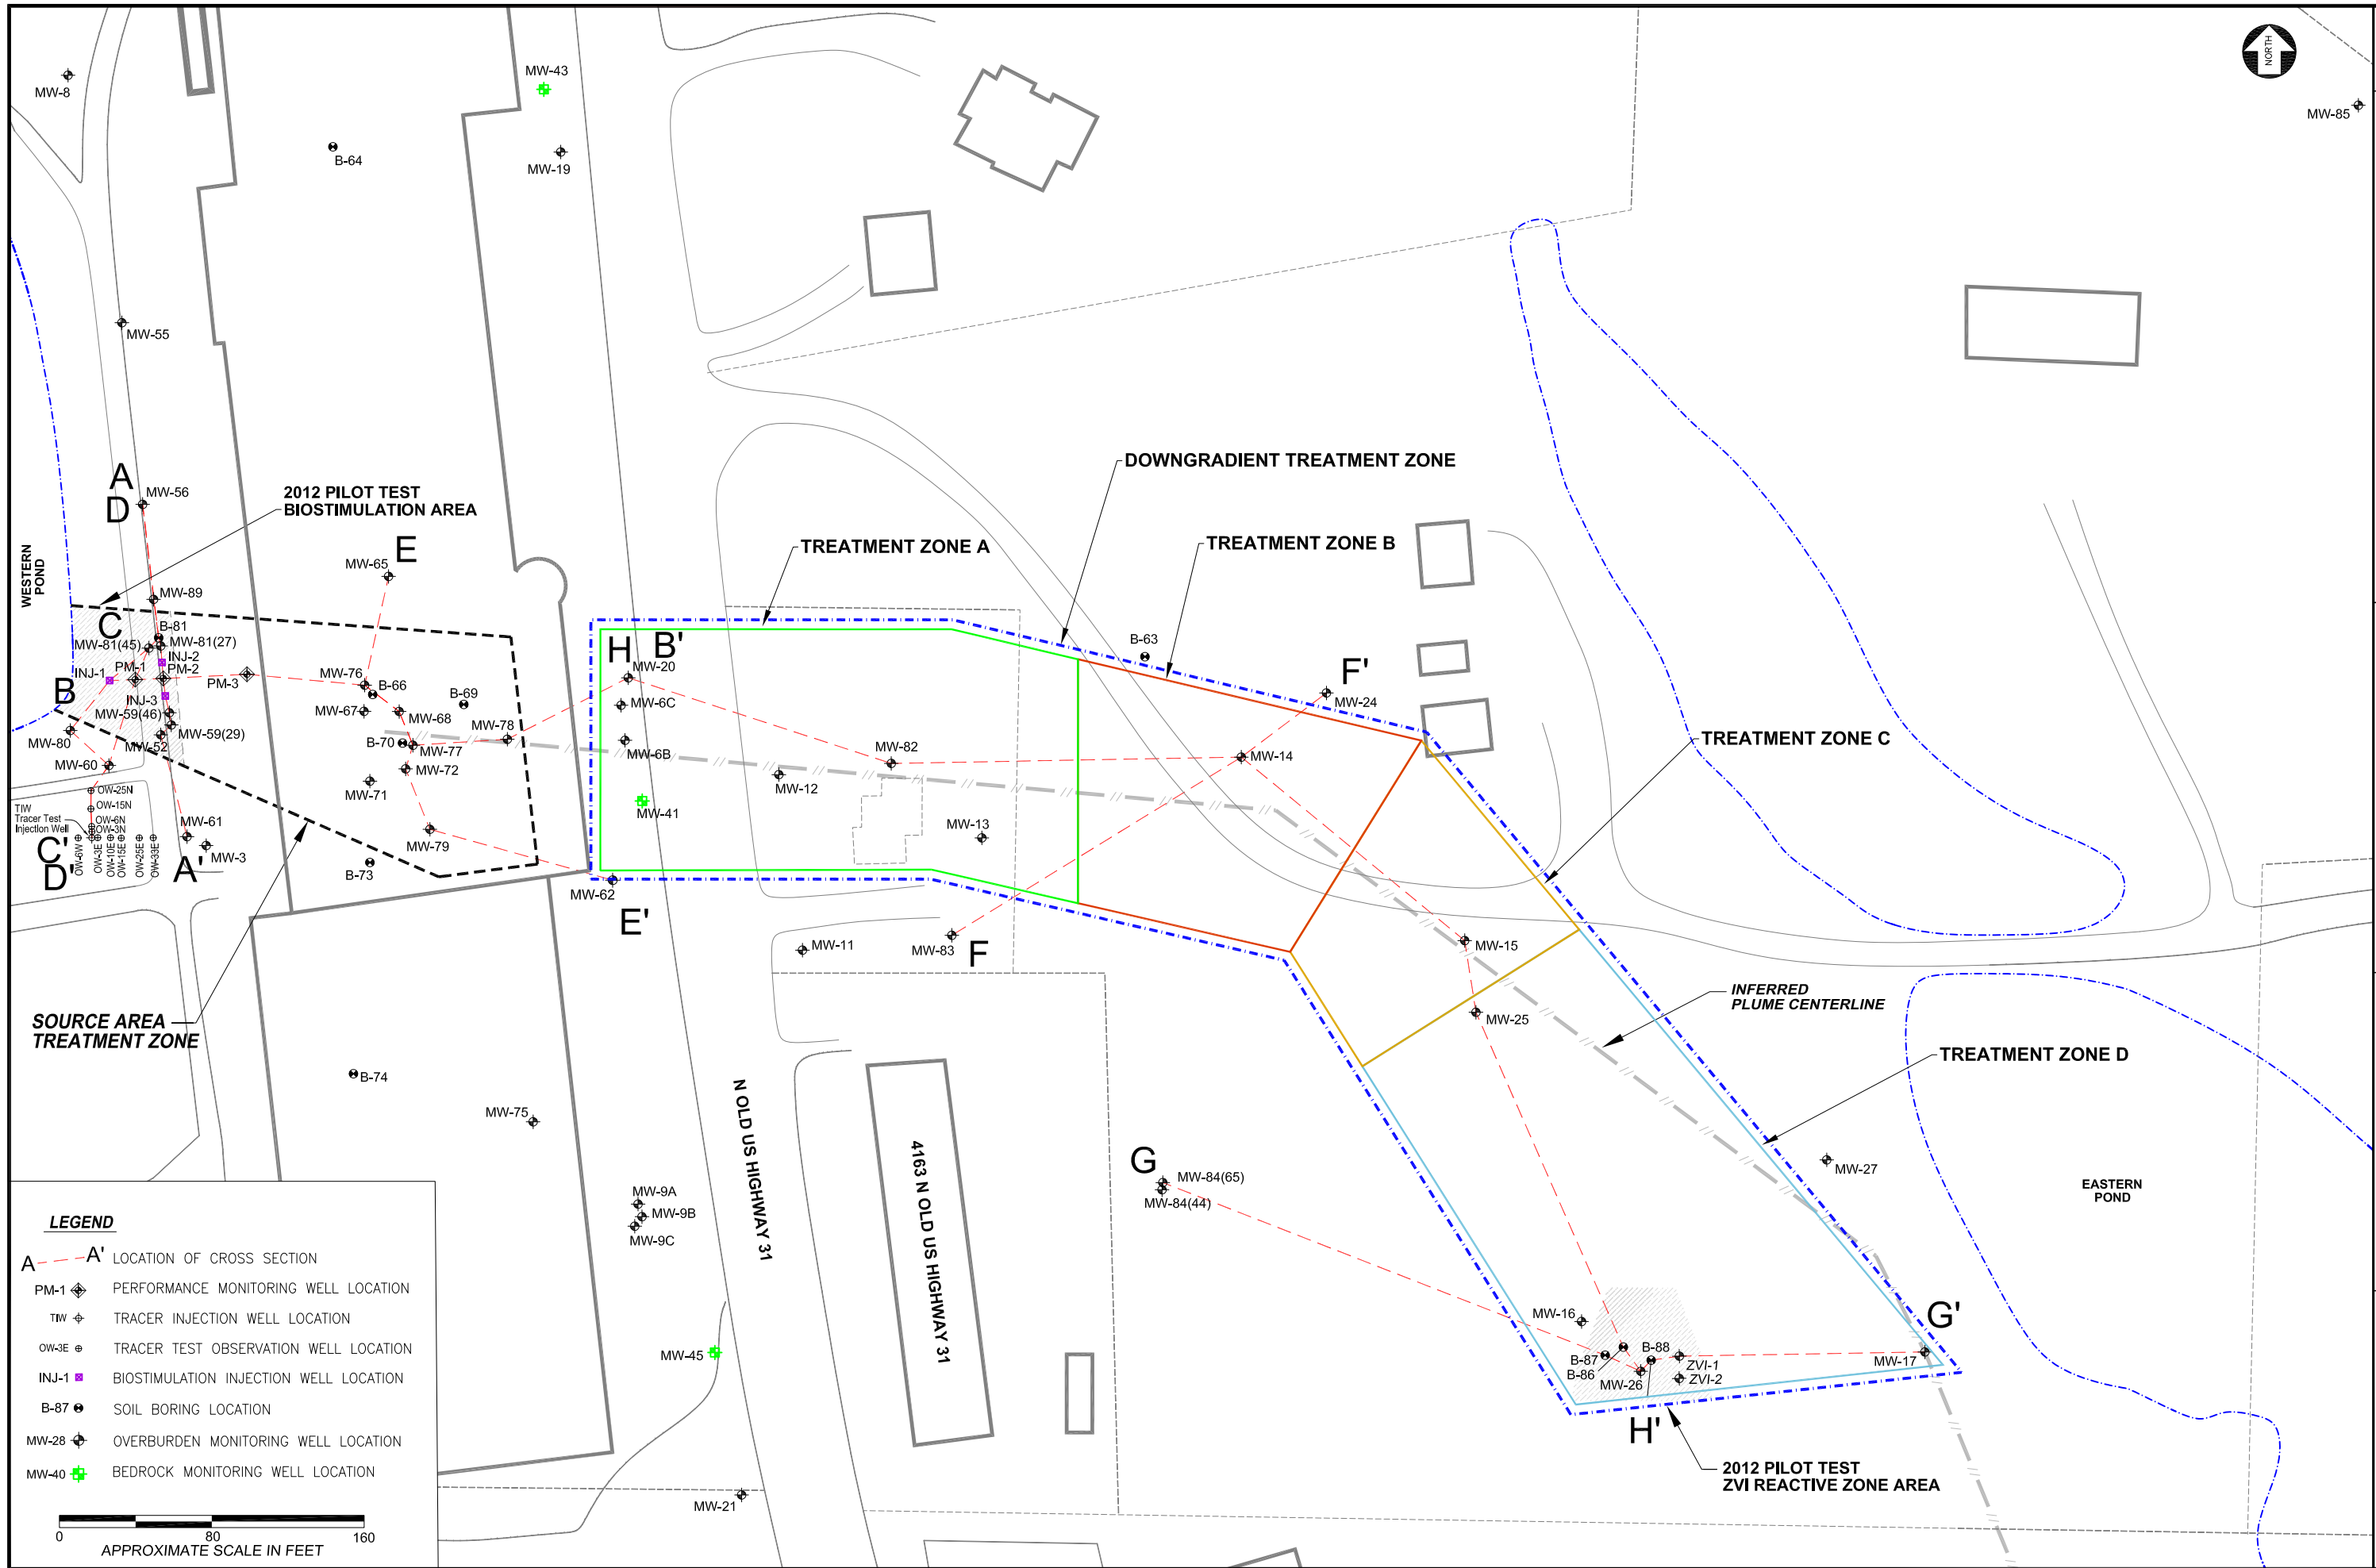 NORTH
MW-8
MW-43
MW-85
B-64
MW-19
MW-55
DOWNGRADIENT TREATMENT ZONE
A
D
MW-56
2012 PILOT TEST
BIOSTIMULATION AREA
TREATMENT ZONE A
TREATMENT ZONE B
E
MW-65
WESTERN
POND
MW-89
C
B-81
MW-81(45)
MW-81(27)
INJ-2
PM-1
PM-2
INJ-1
PM-3
B
INJ-3
MW-59(46)
MW-59(29)
MW-52
MW-80
MW-60
MW-76
B-66
B-69
MW-67
MW-68
MW-78
B-70
MW-77
MW-72
MW-71
MW-79
B-73
H
B'
MW-20
MW-6C
MW-6B
MW-41
MW-82
MW-12
MW-13
B-63
F'
MW-24
MW-14
TREATMENT ZONE C
OW-25N
OW-15N
OW-6N
OW-3N
TIW
Tracer Test
Injection Well
C'
D'
OW-6W
OW-3E
OW-10E
OW-15E
OW-25E
OW-33E
MW-61
MW-3
A'
MW-62
E'
MW-11
MW-83
F
MW-15
MW-25
INFERRED
PLUME CENTERLINE
SOURCE AREA
TREATMENT ZONE
TREATMENT ZONE D
B-74
MW-75
N OLD US HIGHWAY 31
4163 N OLD US HIGHWAY 31
G
MW-84(65)
MW-84(44)
MW-27
EASTERN
POND
MW-9A
MW-9B
MW-9C
MW-16
G'
MW-17
B-88
B-87
B-86
MW-26
ZVI-1
ZVI-2
H'
MW-45
MW-21
2012 PILOT TEST
ZVI REACTIVE ZONE AREA
LEGEND
A A' LOCATION OF CROSS SECTION
PM-1 PERFORMANCE MONITORING WELL LOCATION
TIW TRACER INJECTION WELL LOCATION
OW-3E TRACER TEST OBSERVATION WELL LOCATION
INJ-1 BIOSTIMULATION INJECTION WELL LOCATION
B-87 SOIL BORING LOCATION
MW-28 OVERBURDEN MONITORING WELL LOCATION
MW-40 BEDROCK MONITORING WELL LOCATION
0 80 160
APPROXIMATE SCALE IN FEET